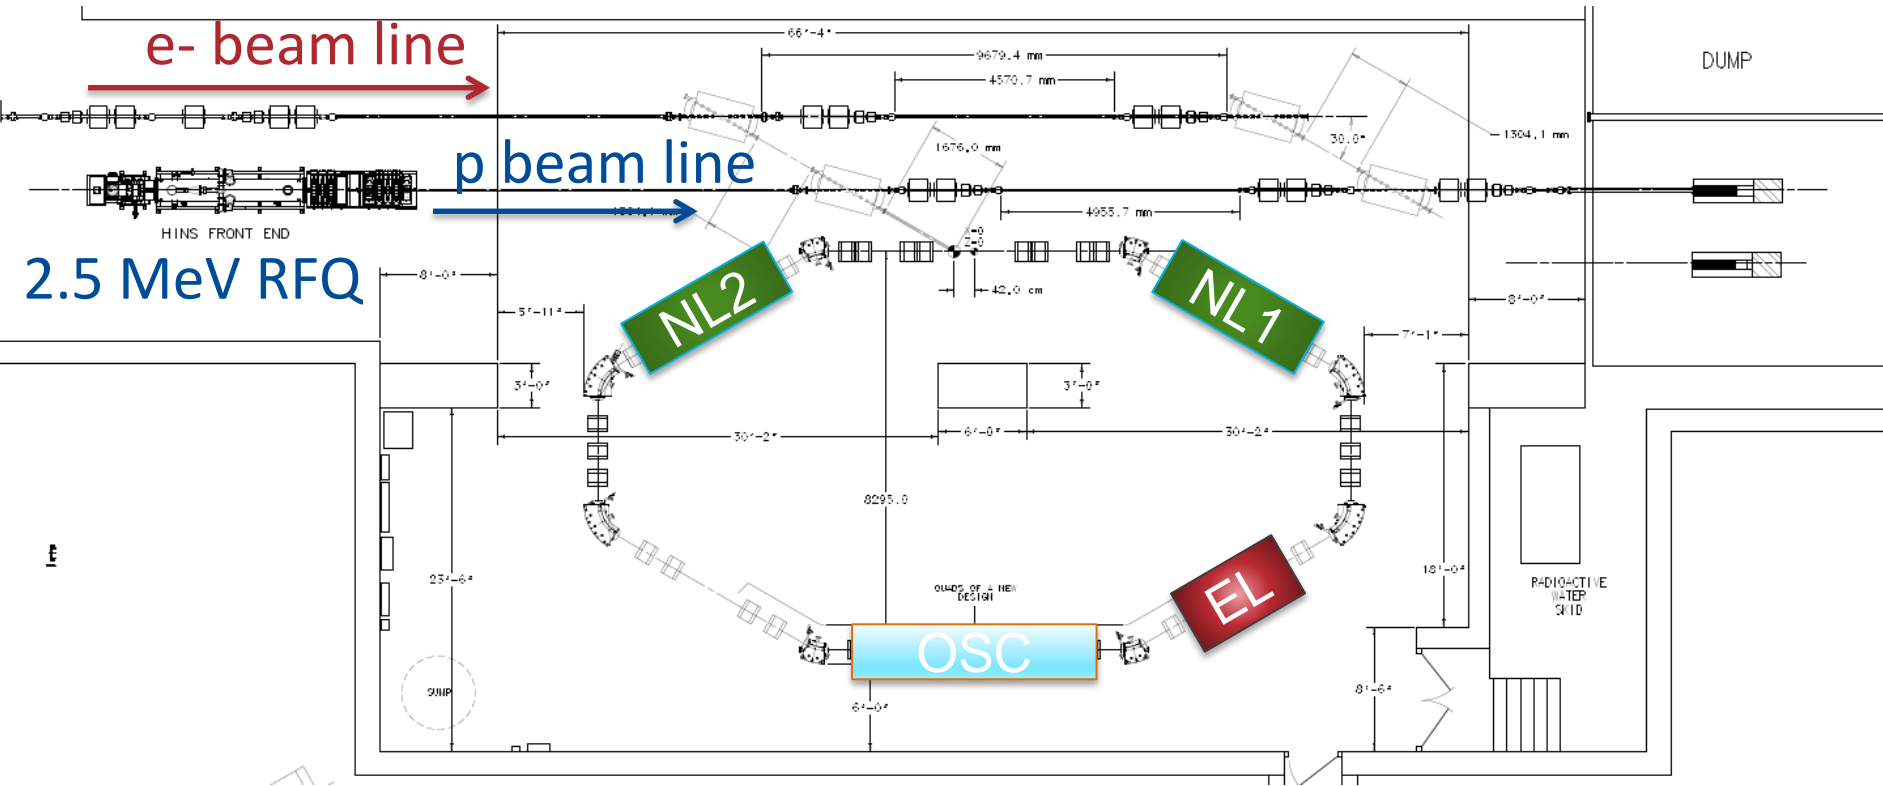 e- beam line
66'-4"
9679.4 mm
4570.7 mm
DUMP
30.0°
1304.1 mm
p beam line
1676.0 mm
4955.7 mm
HINS FRONT END
2.5 MeV RFQ
8'-0"
X=0
Z=0
42.0 cm
NL2
NL1
8'-0"
3'-11"
7'-1"
3'-0"
3'-0"
30'-2"
6'-0"
30'-2"
8295.0
23'-6"
18'-0"
QUADS OF A NEW
DESIGN
EL
RADIOACTIVE
WATER
SKID
OSC
SUMP
6'-0"
8'-6"